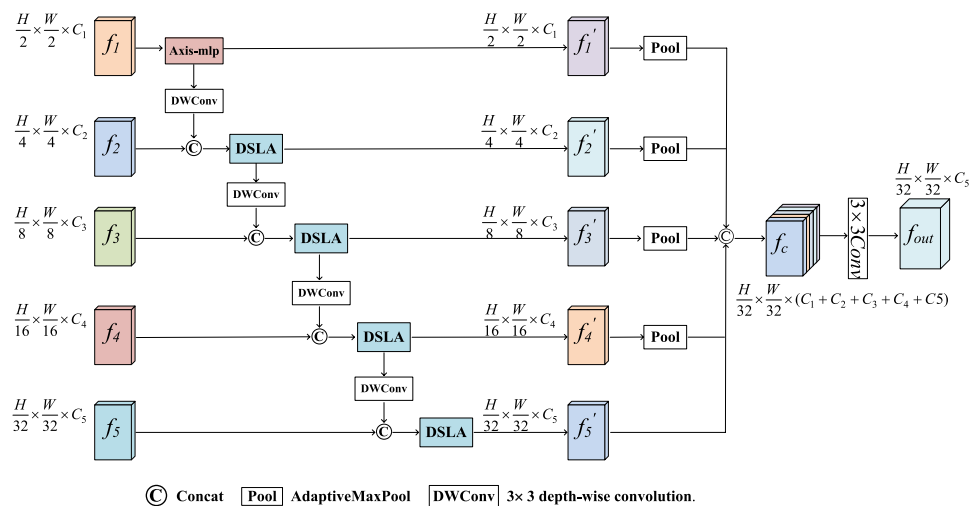 H/2 × W/2 × C₁ f₁ Axis-mlp H/2 × W/2 × C₁ f₁′ Pool
DWConv
H/4 × W/4 × C₂ f₂ C DSLA H/4 × W/4 × C₂ f₂′ Pool
DWConv
H/32 × W/32 × C₅
H/8 × W/8 × C₃ f₃ C DSLA H/8 × W/8 × C₃ f₃′ Pool C f_c 3×3Conv f_out
DWConv
H/32 × W/32 × (C₁ + C₂ + C₃ + C₄ + C5)
H/16 × W/16 × C₄ f₄ C DSLA H/16 × W/16 × C₄ f₄′ Pool
DWConv
H/32 × W/32 × C₅ f₅ C DSLA H/32 × W/32 × C₅ f₅′
C Concat Pool AdaptiveMaxPool DWConv 3× 3 depth-wise convolution.